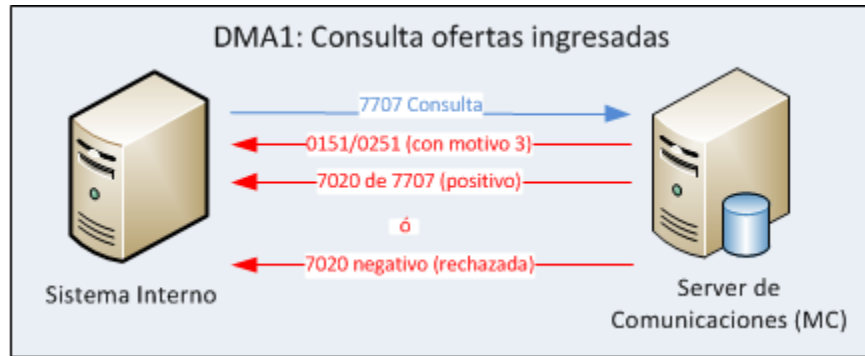 DMA1: Consulta ofertas ingresadas
7707 Consulta
0151/0251 (con motivo 3)
7020 de 7707 (positivo)
ó
7020 negativo (rechazada)
Sistema Interno
Server de
Comunicaciones (MC)